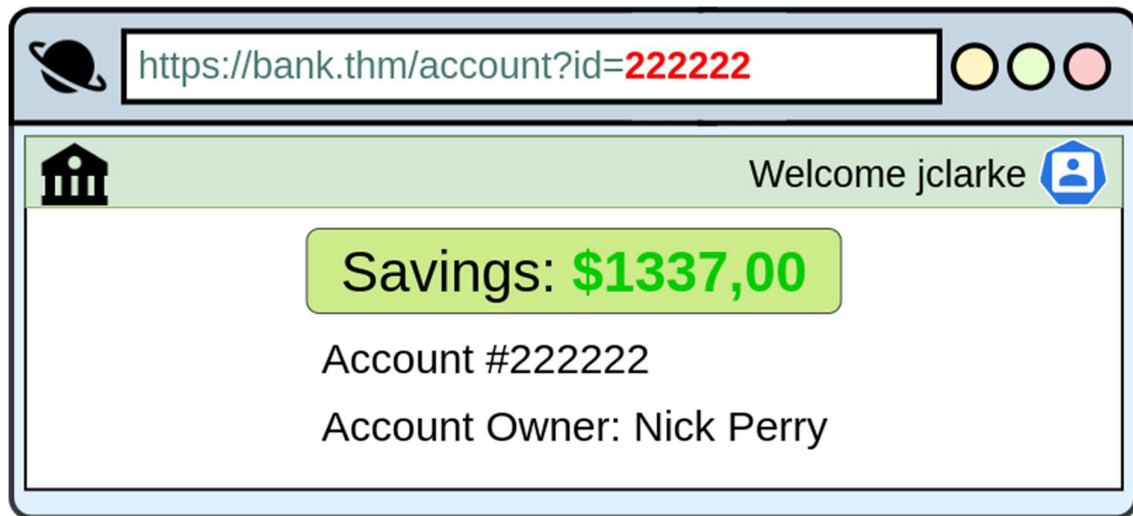 https://bank.thm/account?id=222222
Welcome jclarke
Savings: $1337,00
Account #222222
Account Owner: Nick Perry